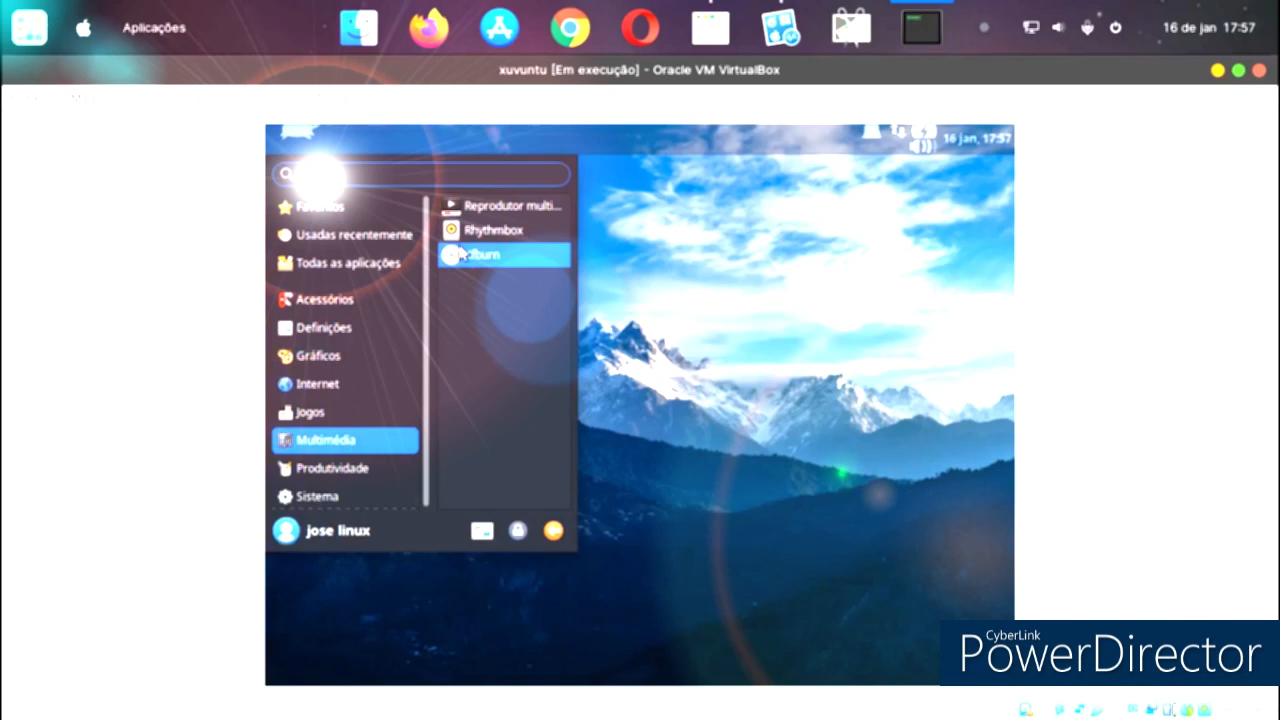 Aplicações
16 de jan 17:57
xuvuntu [Em execução] - Oracle VM VirtualBox
16 jan, 17:57
Usadas recentemente
Todas as aplicações
Acessórios
Definições
Gráficos
Internet
Jogos
Multimédia
Produtividade
Sistema
Reprodutor multi...
Rhythmbox
jose linux
CyberLink
PowerDirector